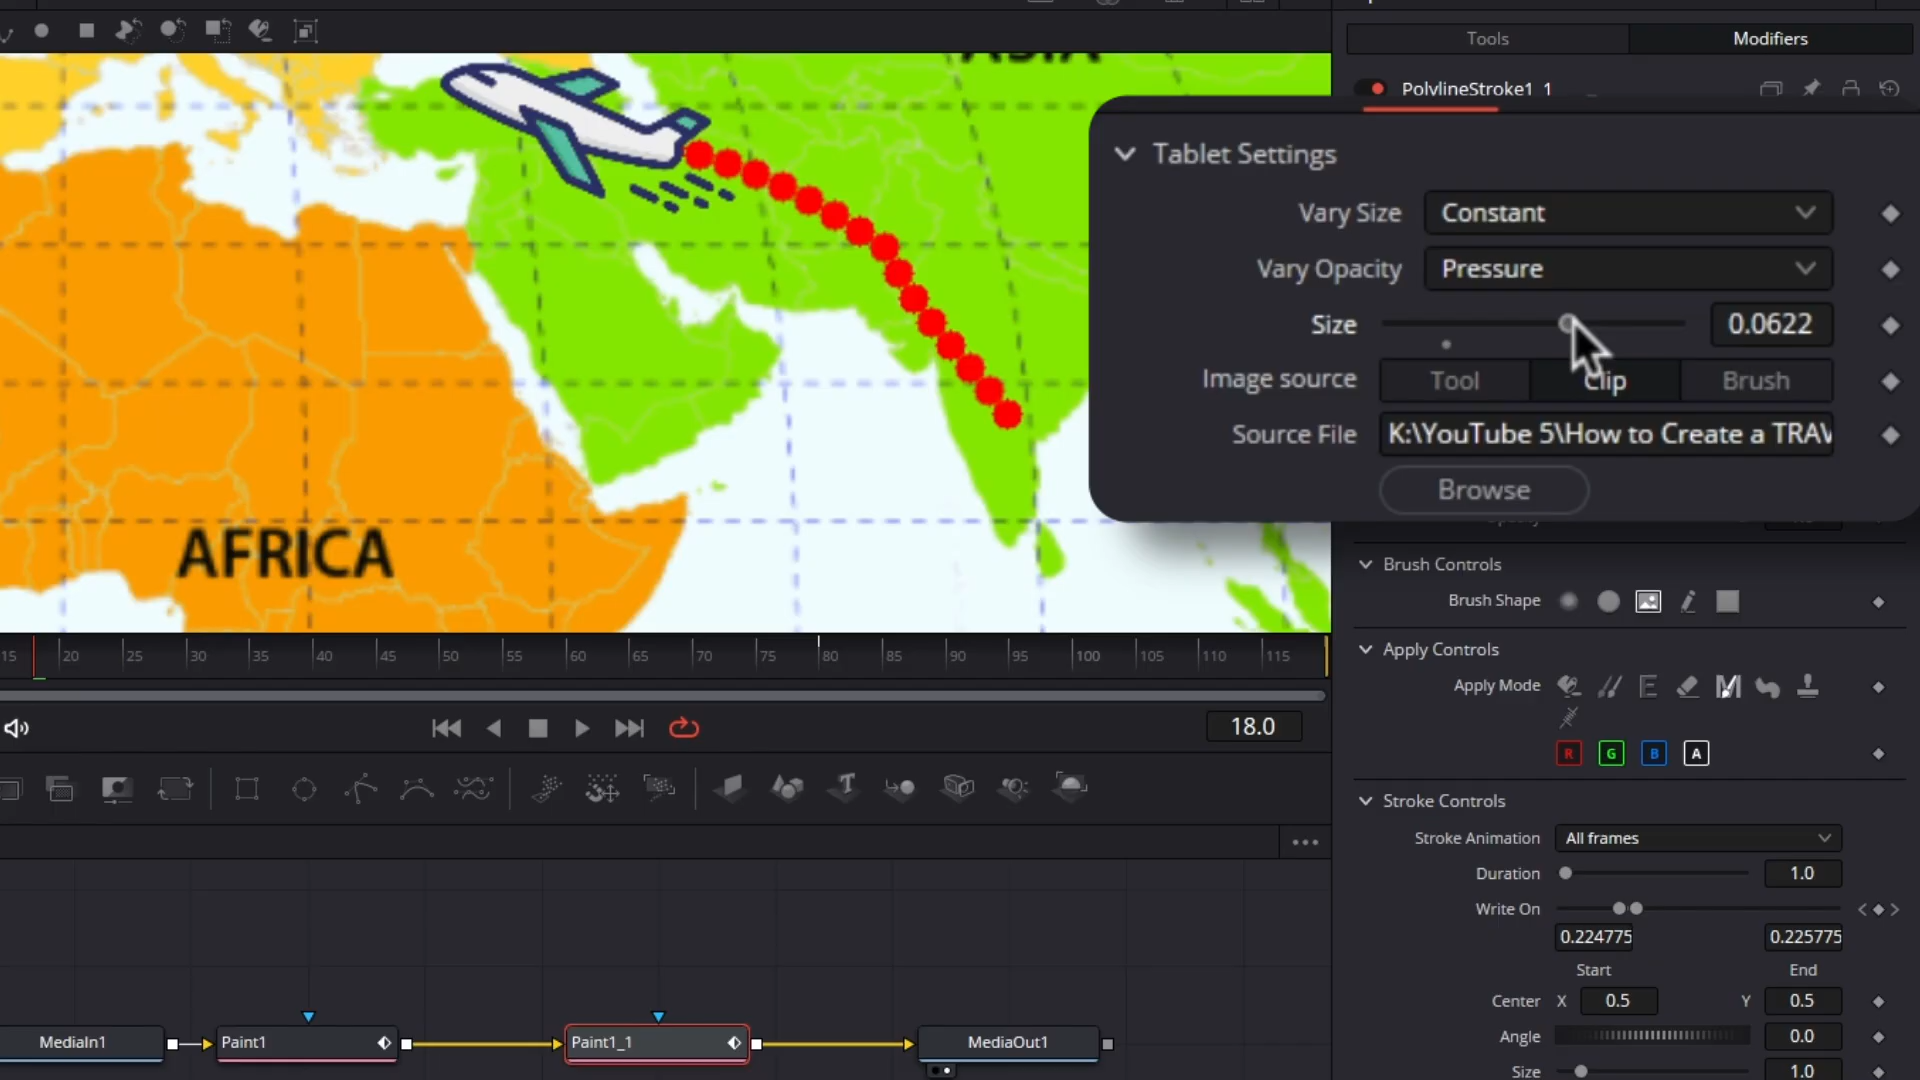 Tools
Modifiers
PolylineStroke1 1
ASIA
Tablet Settings
Vary Size
Constant
Vary Opacity
Pressure
Size
0.0622
Image source
Tool
Clip
Brush
Source File
K:\YouTube 5\How to Create a TRAV
Browse
AFRICA
Brush Controls
Brush Shape
Apply Controls
Apply Mode
R
G
B
A
15
20
25
30
35
40
45
50
55
60
65
70
75
80
85
90
95
100
105
110
115
18.0
Stroke Controls
Stroke Animation
All frames
Duration
1.0
Write On
0.224775
0.225775
Start
End
Center
X
0.5
Y
0.5
Angle
0.0
Size
1.0
MediaIn1
Paint1
Paint1_1
MediaOut1